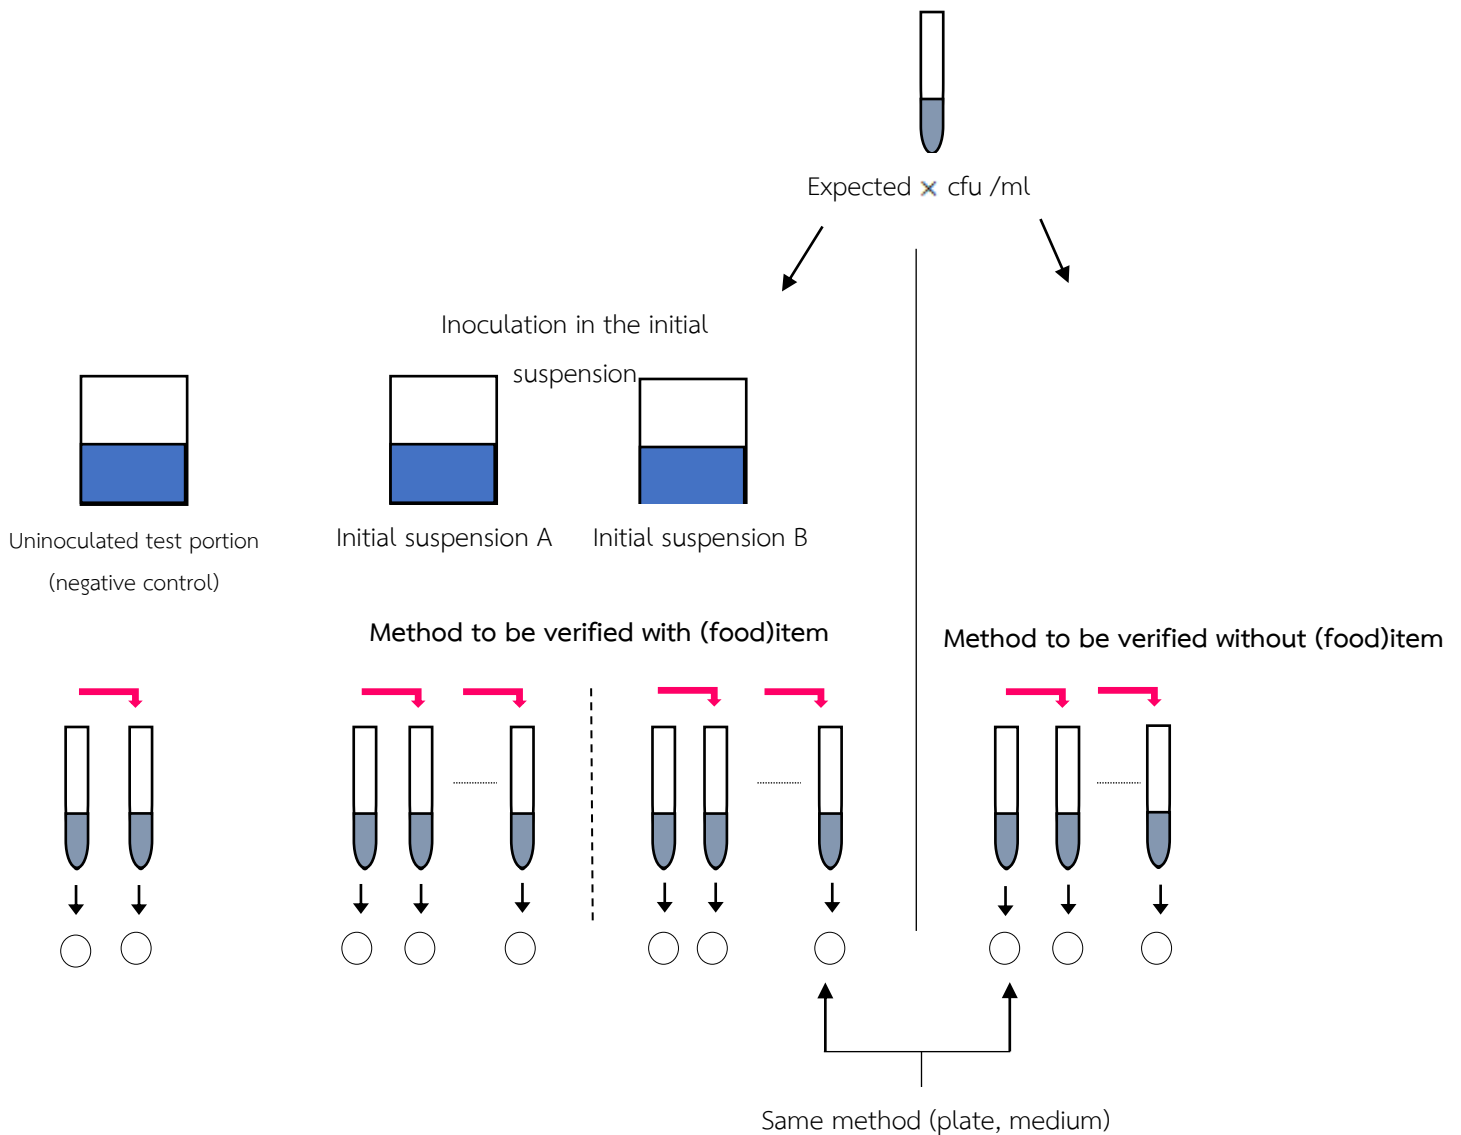 Expected × cfu /ml
Inoculation in the initial
suspension
Uninoculated test portion
(negative control)
Initial suspension A
Initial suspension B
Method to be verified with (food)item
Method to be verified without (food)item
Same method (plate, medium)